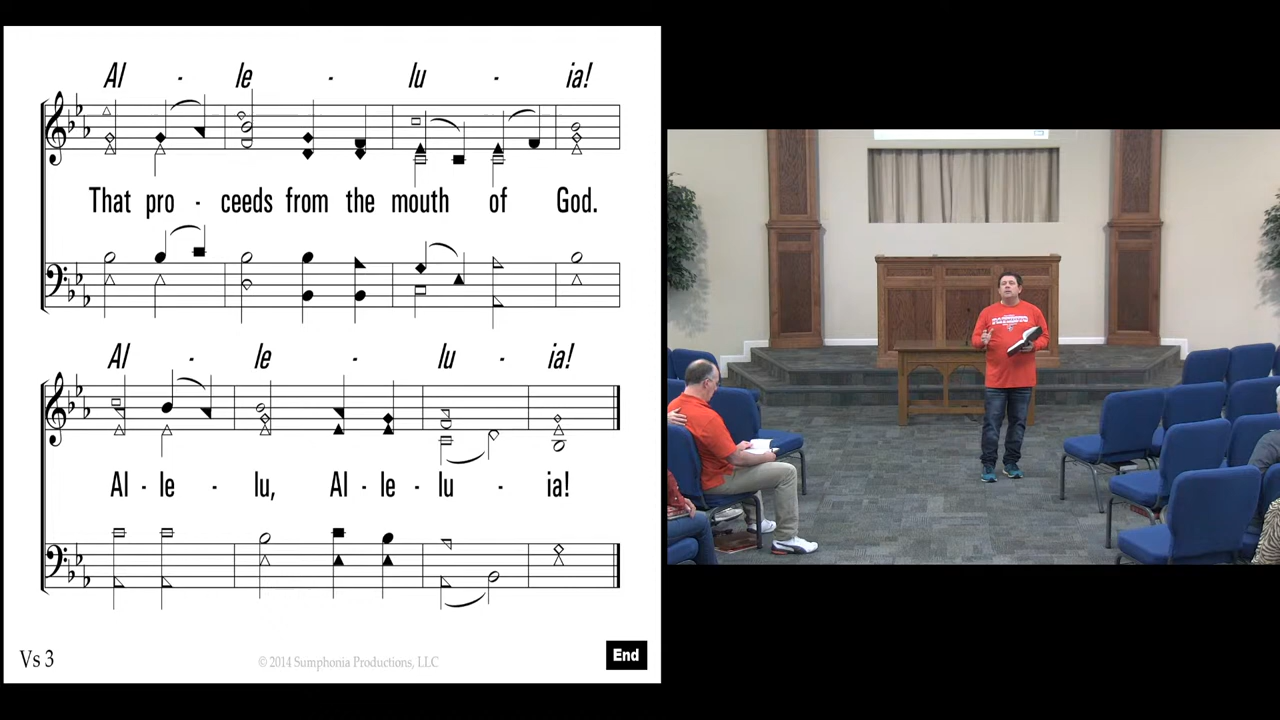 Al - le - lu - ia!
That pro - ceeds from the mouth of God.
Al - le - lu - ia!
Al - le - lu, Al - le - lu - ia!
Vs 3
© 2014 Sumphonia Productions, LLC
End